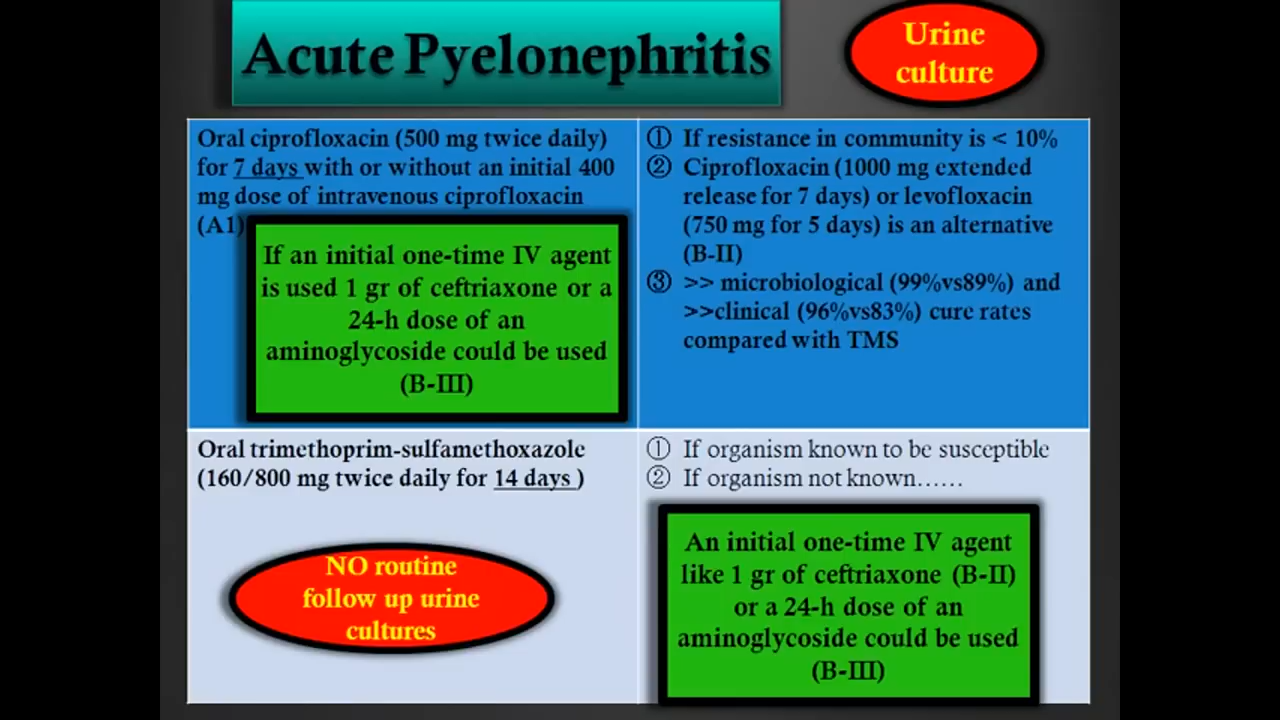 Acute Pyelonephritis
Urine
culture
Oral ciprofloxacin (500 mg twice daily)
for 7 days with or without an initial 400
mg dose of intravenous ciprofloxacin
(A1)
If an initial one-time IV agent
is used 1 gr of ceftriaxone or a
24-h dose of an
aminoglycoside could be used
(B-III)
① If resistance in community is < 10%
② Ciprofloxacin (1000 mg extended
release for 7 days) or levofloxacin
(750 mg for 5 days) is an alternative
(B-II)
③ >> microbiological (99%vs89%) and
>>clinical (96%vs83%) cure rates
compared with TMS
Oral trimethoprim-sulfamethoxazole
(160/800 mg twice daily for 14 days )
NO routine
follow up urine
cultures
① If organism known to be susceptible
② If organism not known……
An initial one-time IV agent
like 1 gr of ceftriaxone (B-II)
or a 24-h dose of an
aminoglycoside could be used
(B-III)